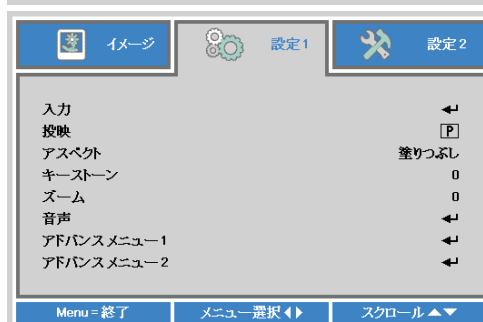 イメージ 設定1 設定2
入力 ↵
投映 P
アスペクト 塗りつぶし
キーストーン 0
ズーム 0
音声 ↵
アドバンスメニュー1 ↵
アドバンスメニュー2 ↵
Menu=終了 メニュー選択◀▶ スクロール▲▼